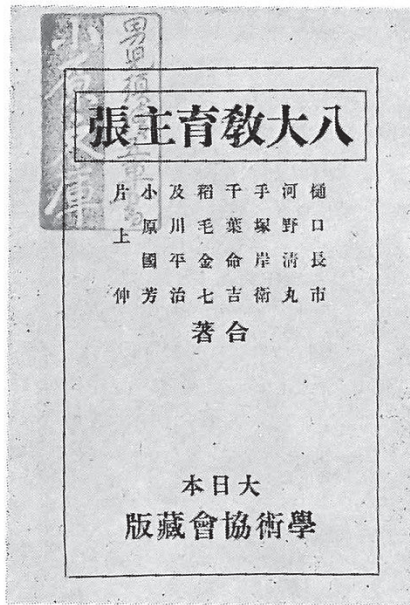 八大教育主張
樋口長市
河野淸丸
手塚岸衞
千葉命吉
稻毛金七
及川平治
小原國芳
片上伸
合著
大日本
學術協會藏版